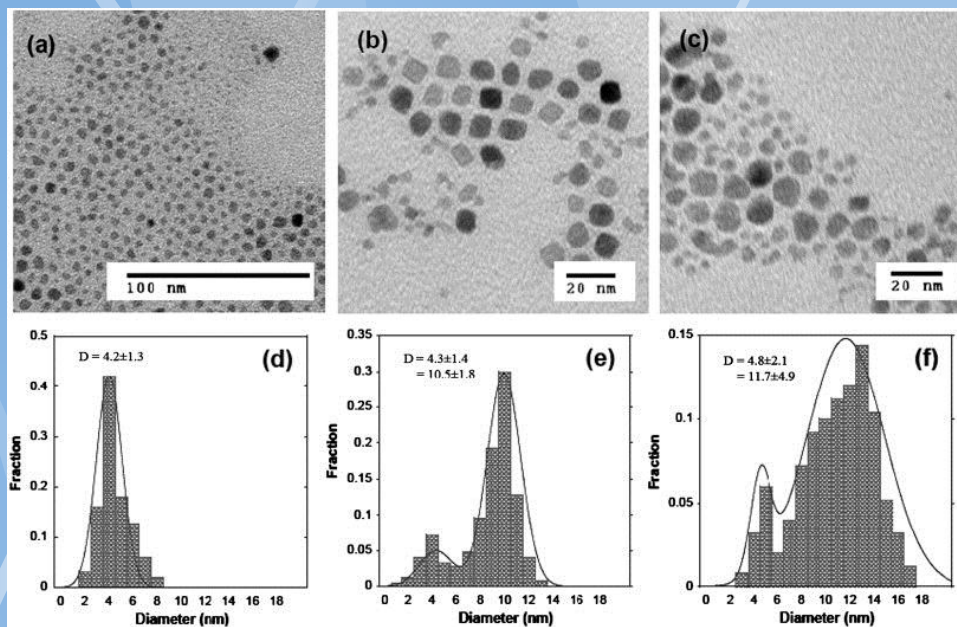 (a)
100 nm
(b)
20 nm
(c)
20 nm
(d)
D = 4.2±1.3
0.5
0.4
0.3
0.2
0.1
0
Fraction
0 2 4 6 8 10 12 14 16 18
Diameter (nm)
(e)
D = 4.3±1.4
= 10.5±1.8
0.35
0.3
0.25
0.2
0.15
0.1
0.05
0
Fraction
0 2 4 6 8 10 12 14 16 18
Diameter (nm)
(f)
D = 4.8±2.1
= 11.7±4.9
0.15
0.1
0.05
0
Fraction
0 2 4 6 8 10 12 14 16 18
Diameter (nm)